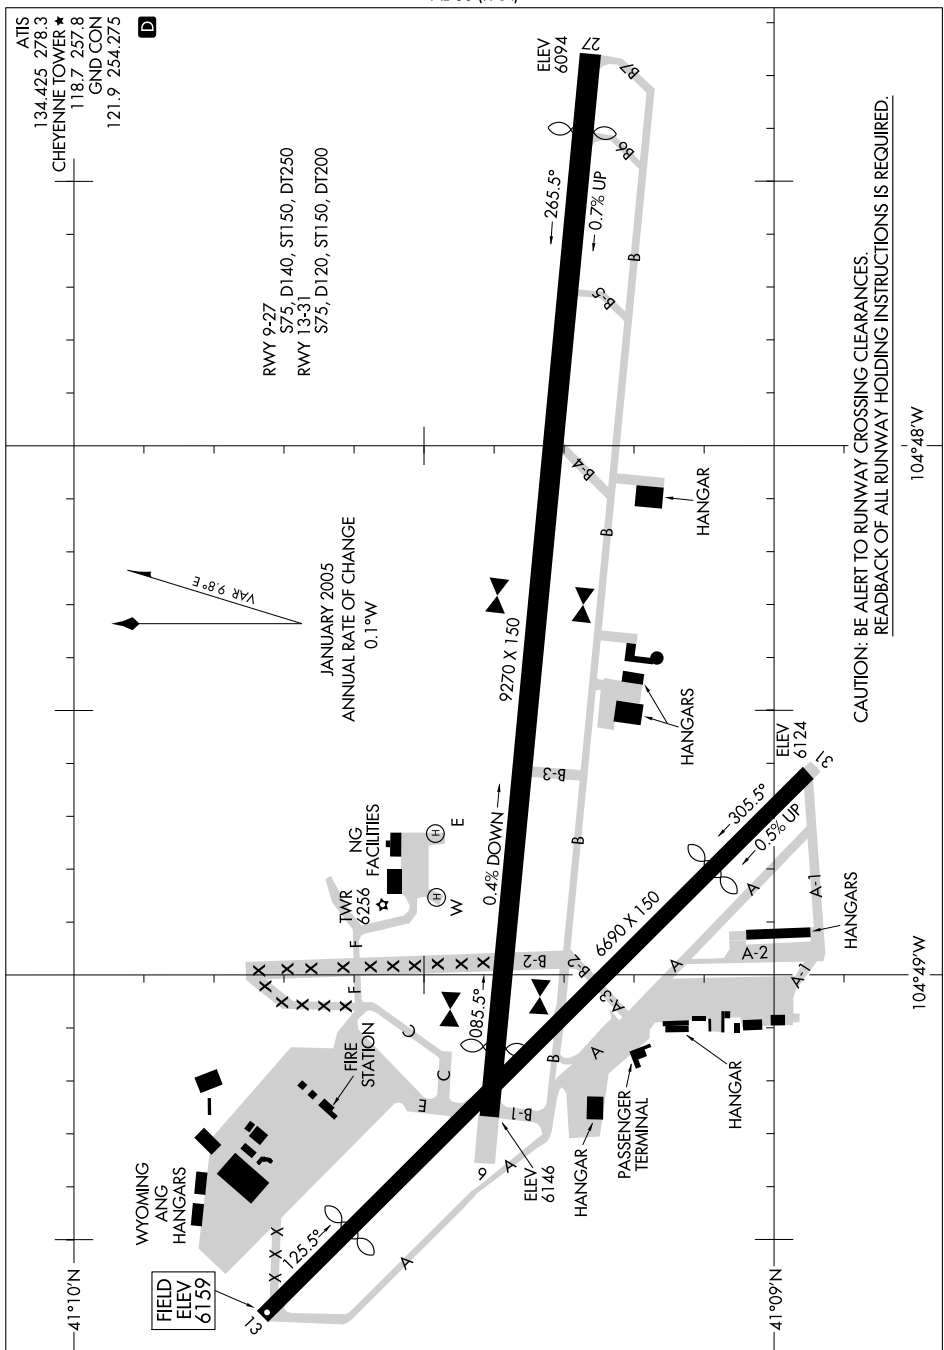 ATIS
134.425 278.3
CHEYENNE TOWER ★
118.7 257.8
GND CON
121.9 254.275
D
RWY 9-27
S75, D140, ST150, DT250
RWY 13-31
S75, D120, ST150, DT200
JANUARY 2005
ANNUAL RATE OF CHANGE
0.1°W
VAR 9.8°E
ELEV
6094
27
B7
B6
265.5°
0.7% UP
B
B-5
B-4
B
HANGAR
9270 X 150
HANGARS
B-3
B
0.4% DOWN
NG
FACILITIES
TWR
6256
H
E
H
W
F
F
X X X X X X X X X X X X X X X
B-2
B-2
085.5°
C
C
E
FIRE
STATION
WYOMING
ANG
HANGARS
X X X
FIELD
ELEV
6159
13
125.5°
A
A
9
ELEV
6146
B-1
B
A
A-3
6690 X 150
A
A
305.5°
0.5% UP
ELEV
6124
31
A-1
A-2
A-1
HANGARS
HANGAR
PASSENGER
TERMINAL
HANGAR
CAUTION: BE ALERT TO RUNWAY CROSSING CLEARANCES.
READBACK OF ALL RUNWAY HOLDING INSTRUCTIONS IS REQUIRED.
41°10'N
41°09'N
104°48'W
104°49'W